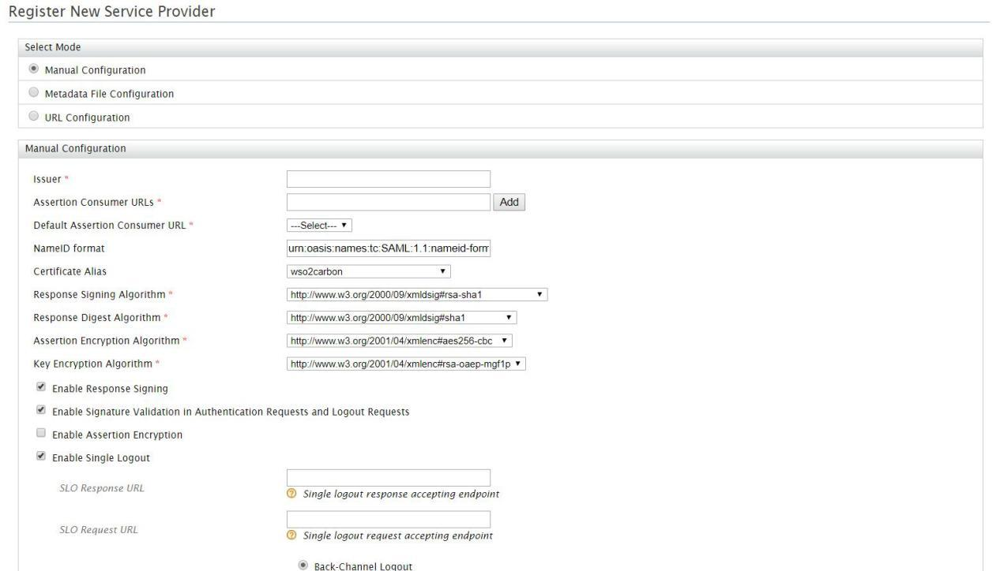 Register New Service Provider
Select Mode
Manual Configuration
Metadata File Configuration
URL Configuration
Manual Configuration
Issuer *
Assertion Consumer URLs * Add
Default Assertion Consumer URL * ---Select---
NameID format urn:oasis:names:tc:SAML:1.1:nameid-form
Certificate Alias wso2carbon
Response Signing Algorithm * http://www.w3.org/2000/09/xmldsig#rsa-sha1
Response Digest Algorithm * http://www.w3.org/2000/09/xmldsig#sha1
Assertion Encryption Algorithm * http://www.w3.org/2001/04/xmlenc#aes256-cbc
Key Encryption Algorithm * http://www.w3.org/2001/04/xmlenc#rsa-oaep-mgf1p
Enable Response Signing
Enable Signature Validation in Authentication Requests and Logout Requests
Enable Assertion Encryption
Enable Single Logout
SLO Response URL
Single logout response accepting endpoint
SLO Request URL
Single logout request accepting endpoint
Back-Channel Logout